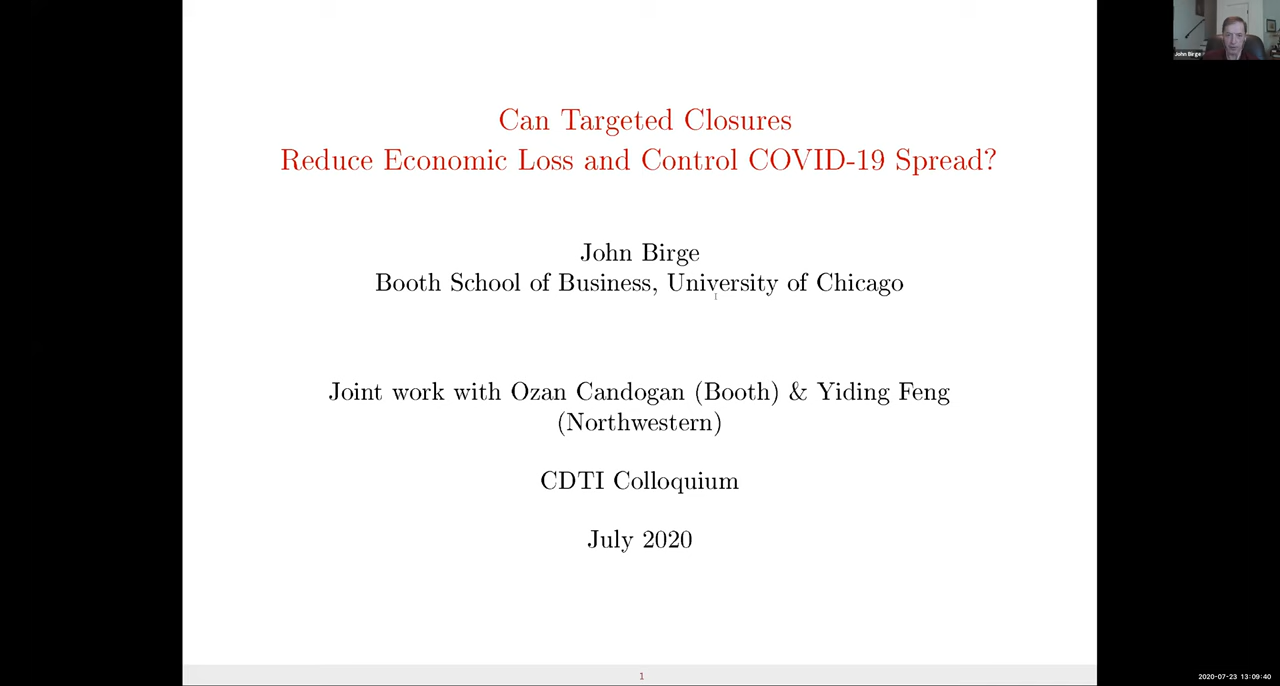 John Birge
Can Targeted Closures
Reduce Economic Loss and Control COVID-19 Spread?
John Birge
Booth School of Business, University of Chicago
Joint work with Ozan Candogan (Booth) & Yiding Feng
(Northwestern)
CDTI Colloquium
July 2020
1
2020-07-23 13:09:40